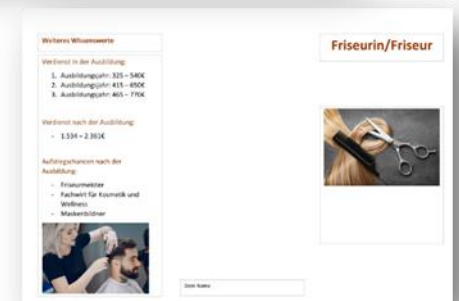 Weiteres Wissenswerte
Verdienst in der Ausbildung:
1. Ausbildungsjahr: 325 – 540€
2. Ausbildungsjahr: 415 – 650€
3. Ausbildungsjahr: 465 – 770€
Verdienst nach der Ausbildung:
- 1.534 – 2.361€
Aufstiegschancen nach der
Ausbildung:
- Friseurmeister
- Fachwirt für Kosmetik und
Wellness
- Maskenbildner
Dein Name
Friseurin/Friseur